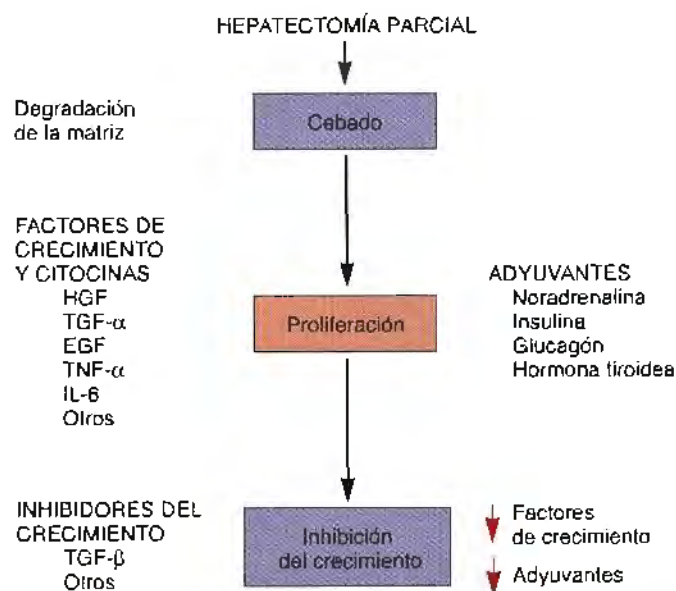 HEPATECTOMÍA PARCIAL
Degradación
de la matriz
Cebado
FACTORES DE
CRECIMIENTO
Y CITOCINAS
HGF
TGF-α
EGF
TNF-α
IL-6
Otros
Proliferación
ADYUVANTES
Noradrenalina
Insulina
Glucagón
Hormona tiroidea
INHIBIDORES DEL
CRECIMIENTO
TGF-β
Otros
Inhibición
del crecimiento
Factores
de crecimiento
Adyuvantes